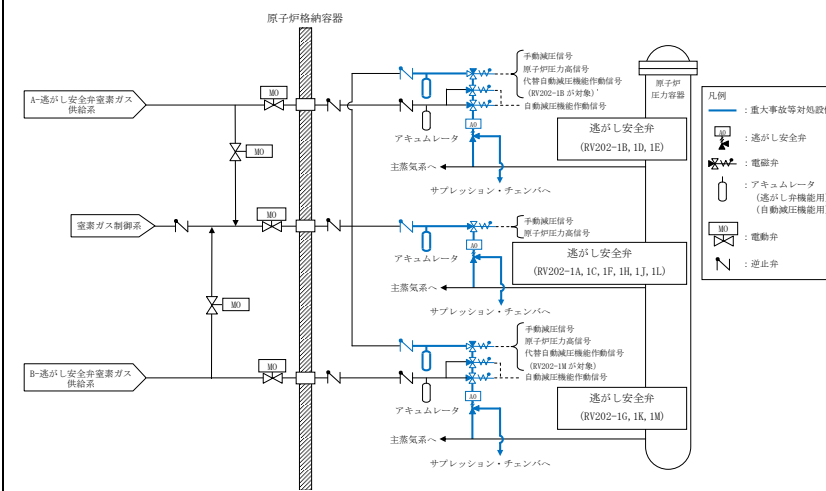 原子炉格納容器
手動減圧信号
原子炉圧力高信号
代替自動減圧機能作動信号
(RV202-1B が対象)
自動減圧機能作動信号
原子炉
圧力容器
A-逃がし安全弁窒素ガス
供給系
MO
アキュムレータ
AO
逃がし安全弁
(RV202-1B, 1D, 1E)
MO
主蒸気系へ
サプレッション・チェンバへ
窒素ガス制御系
MO
手動減圧信号
原子炉圧力高信号
アキュムレータ
AO
逃がし安全弁
(RV202-1A, 1C, 1F, 1H, 1J, 1L)
主蒸気系へ
サプレッション・チェンバへ
MO
手動減圧信号
原子炉圧力高信号
代替自動減圧機能作動信号
(RV202-1M が対象)
自動減圧機能作動信号
B-逃がし安全弁窒素ガス
供給系
MO
アキュムレータ
AO
逃がし安全弁
(RV202-1G, 1K, 1M)
主蒸気系へ
サプレッション・チェンバへ
凡例
：重大事故等対処設備
AO
：逃がし安全弁
：電磁弁
：アキュムレータ
(逃がし弁機能用)
(自動減圧機能用)
MO
：電動弁
：逆止弁